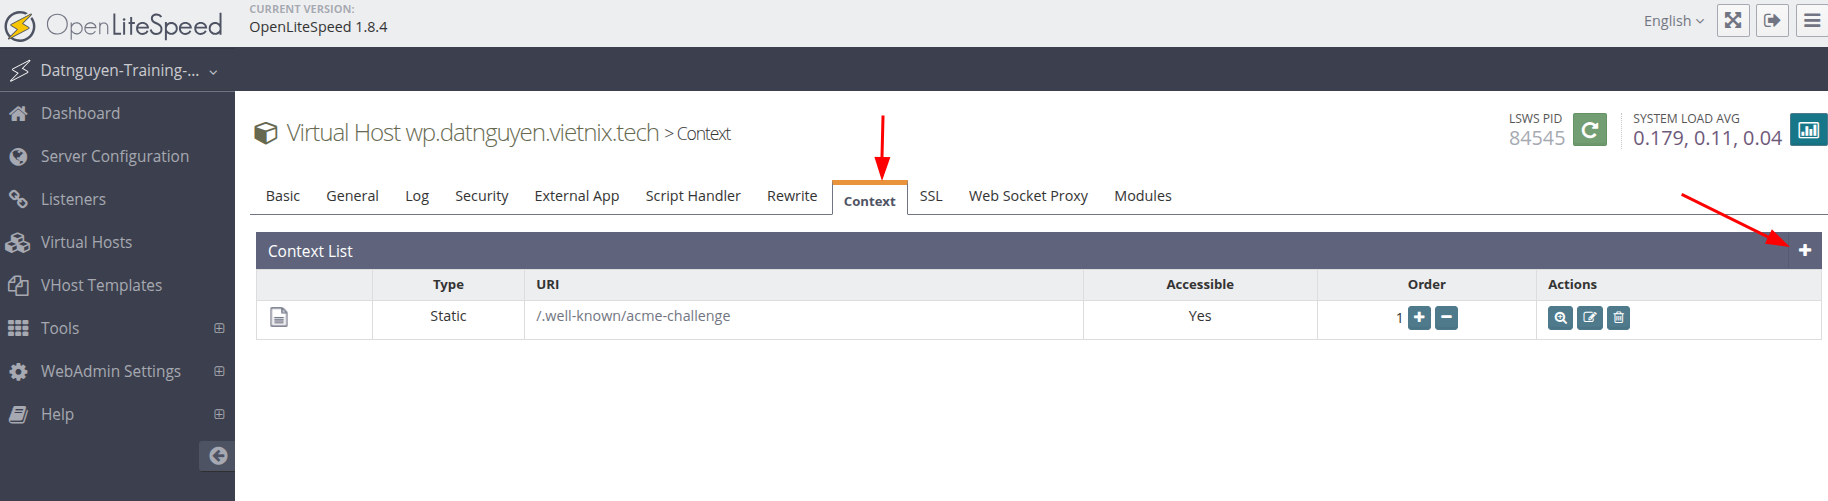 OpenLiteSpeed
CURRENT VERSION:
OpenLiteSpeed 1.8.4
English
Datnguyen-Training-...
Dashboard
Server Configuration
Listeners
Virtual Hosts
VHost Templates
Tools
WebAdmin Settings
Help
Virtual Host wp.datnguyen.vietnix.tech > Context
LSWS PID
84545
SYSTEM LOAD AVG
0.179, 0.11, 0.04
Basic General Log Security External App Script Handler Rewrite Context SSL Web Socket Proxy Modules
Context List
Type URI Accessible Order Actions
Static /.well-known/acme-challenge Yes 1